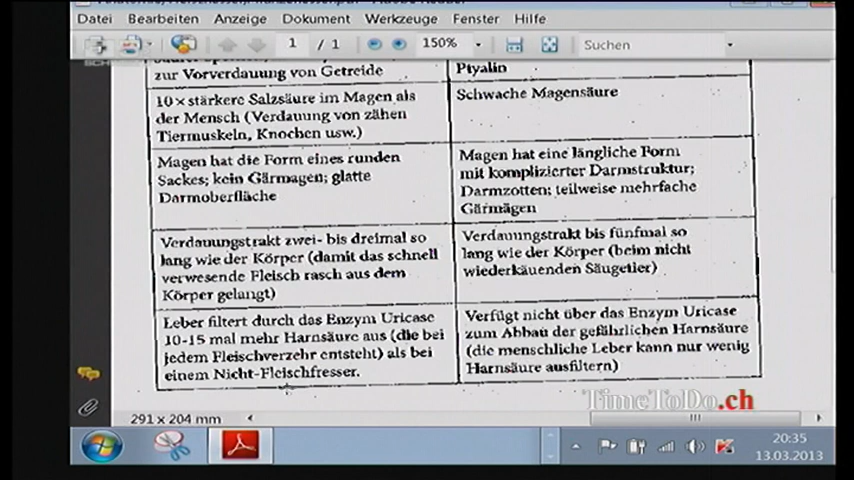 Datei Bearbeiten Anzeige Dokument Werkzeuge Fenster Hilfe
1 / 1 150% Suchen
zur Vorverdauung von Getreide
Ptyalin
10 × stärkere Salzsäure im Magen als
der Mensch (Verdauung von zähen
Tiermuskeln, Knochen usw.)
Schwache Magensäure
Magen hat die Form eines runden
Sackes; kein Gärmagen; glatte
Darmoberfläche
Magen hat eine längliche Form
mit komplizierter Darmstruktur;
Darmzotten; teilweise mehrfache
Gärmägen
Verdauungstrakt zwei- bis dreimal so
lang wie der Körper (damit das schnell
verwesende Fleisch rasch aus dem
Körper gelangt)
Verdauungstrakt bis fünfmal so
lang wie der Körper (beim nicht
wiederkäuenden Säugetier)
Leber filtert durch das Enzym Uricase
10-15 mal mehr Harnsäure aus (die bei
jedem Fleischverzehr entsteht) als bei
einem Nicht-Fleischfresser.
Verfügt nicht über das Enzym Uricase
zum Abbau der gefährlichen Harnsäure
(die menschliche Leber kann nur wenig
Harnsäure ausfiltern)
TimeToDo.ch
291 x 204 mm
20:35
13.03.2013